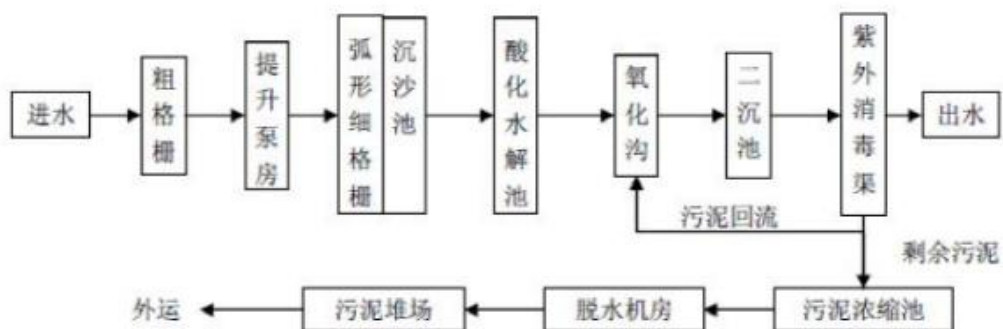 进水
粗格栅
提升泵房
弧形细格栅
沉沙池
酸化水解池
氧化沟
二沉池
紫外消毒渠
出水
污泥回流
剩余污泥
外运
污泥堆场
脱水机房
污泥浓缩池